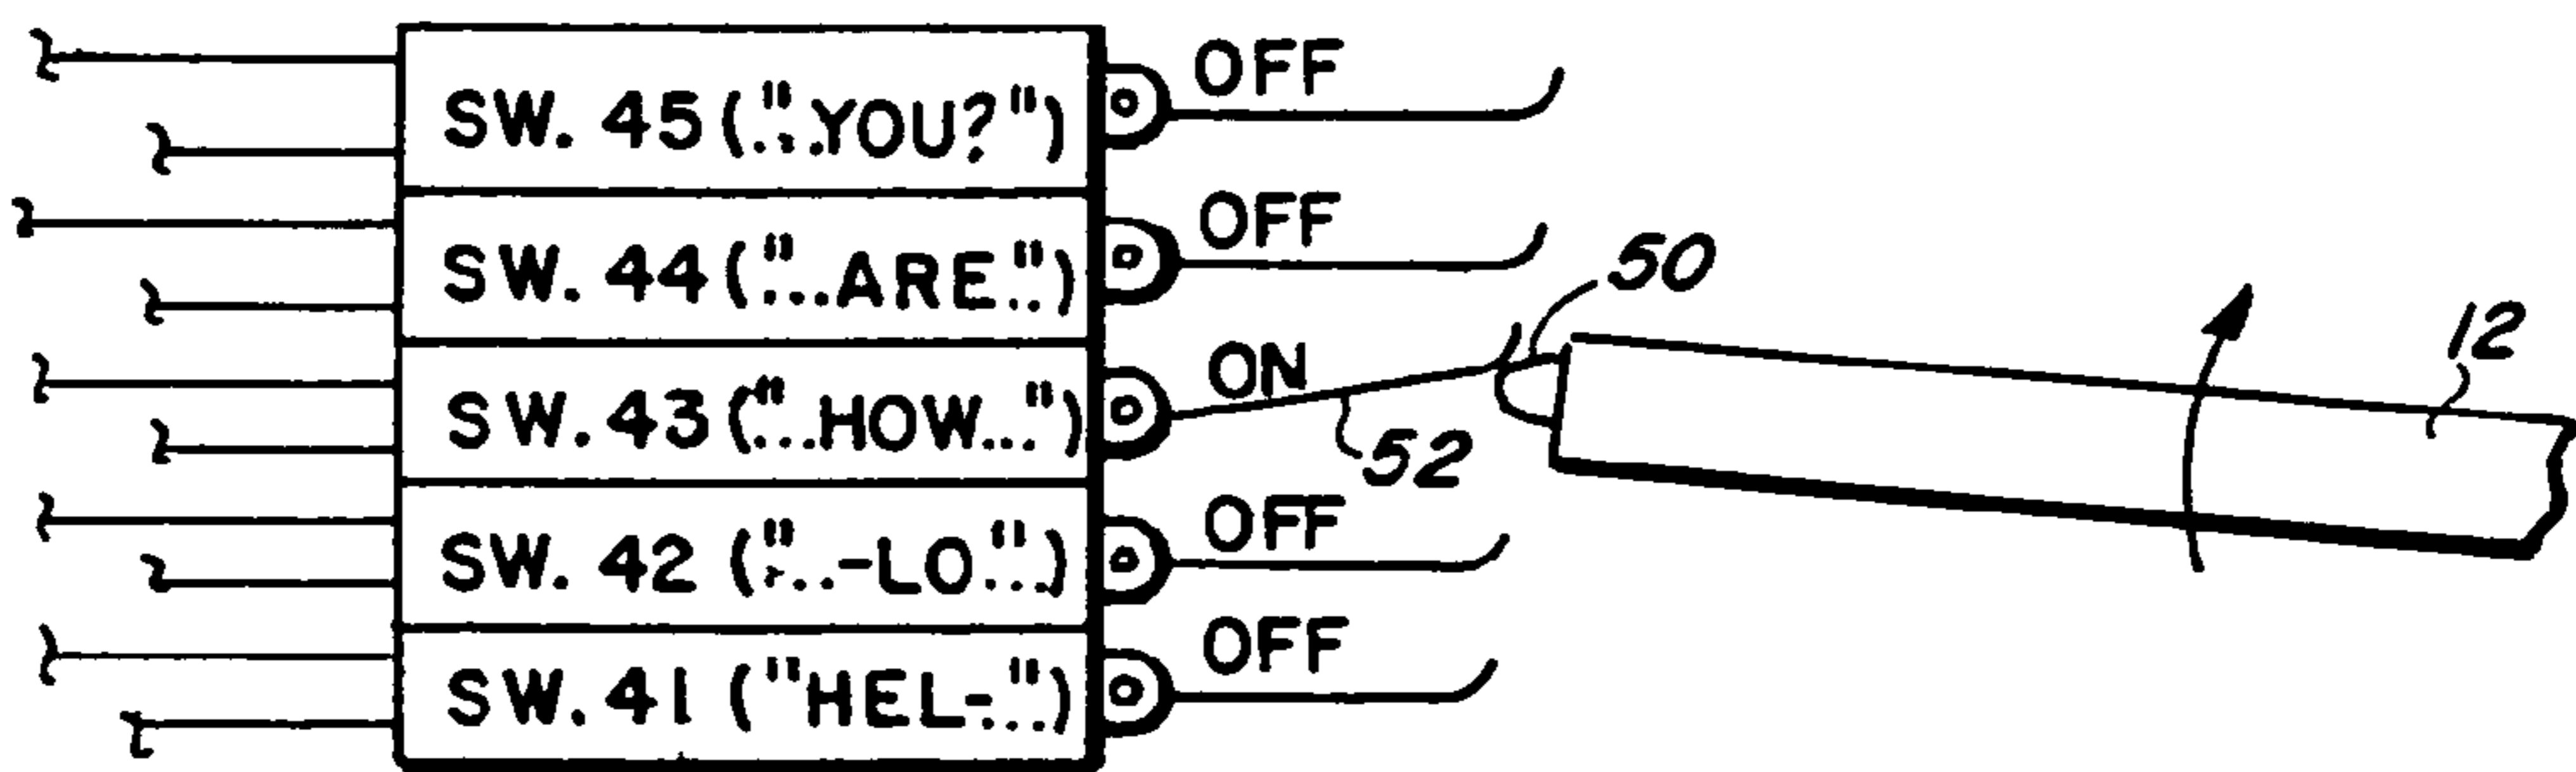 SW. 45 ("...YOU?") OFF
SW. 44 ("...ARE...") OFF
50
12
SW. 43 ("...HOW...") ON
52
SW. 42 ("...-LO...") OFF
SW. 41 ("HEL-...") OFF